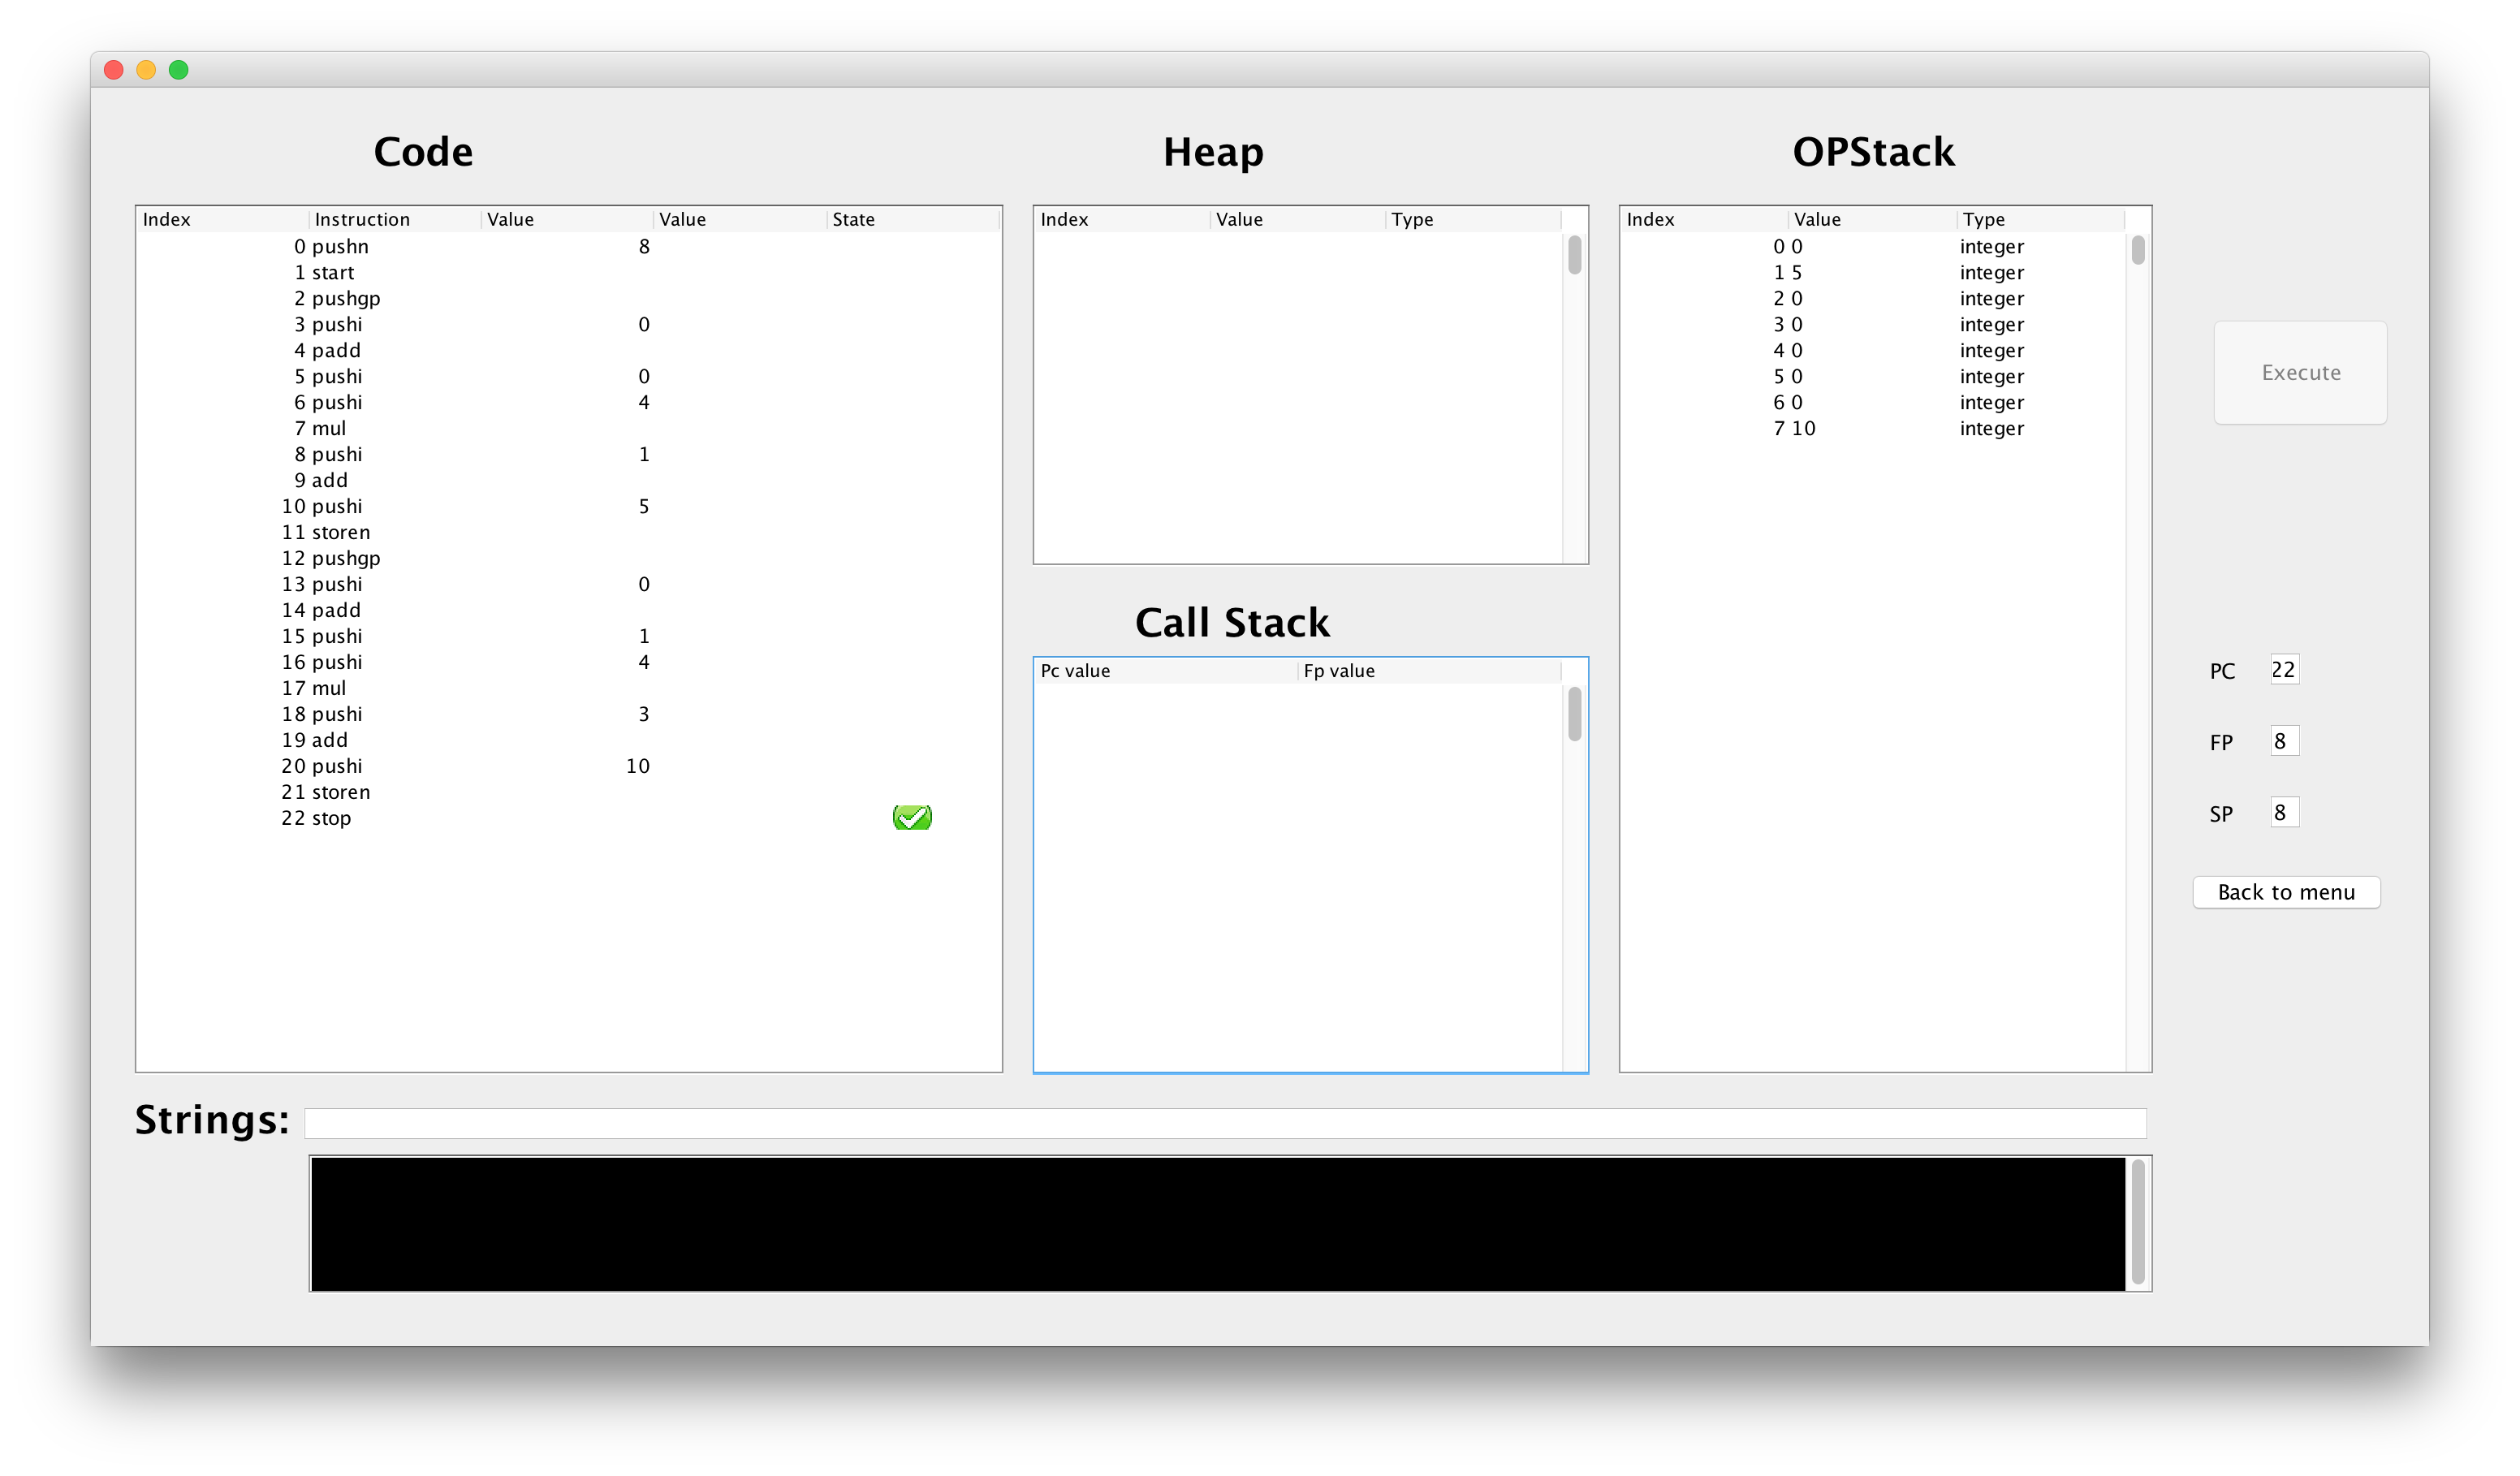 Code
Index Instruction Value Value State
0 pushn 8
1 start
2 pushgp
3 pushi 0
4 padd
5 pushi 0
6 pushi 4
7 mul
8 pushi 1
9 add
10 pushi 5
11 storen
12 pushgp
13 pushi 0
14 padd
15 pushi 1
16 pushi 4
17 mul
18 pushi 3
19 add
20 pushi 10
21 storen
22 stop
Heap
Index Value Type
Call Stack
Pc value Fp value
OPStack
Index Value Type
0 0 integer
1 5 integer
2 0 integer
3 0 integer
4 0 integer
5 0 integer
6 0 integer
7 10 integer
Execute
PC 22
FP 8
SP 8
Back to menu
Strings: